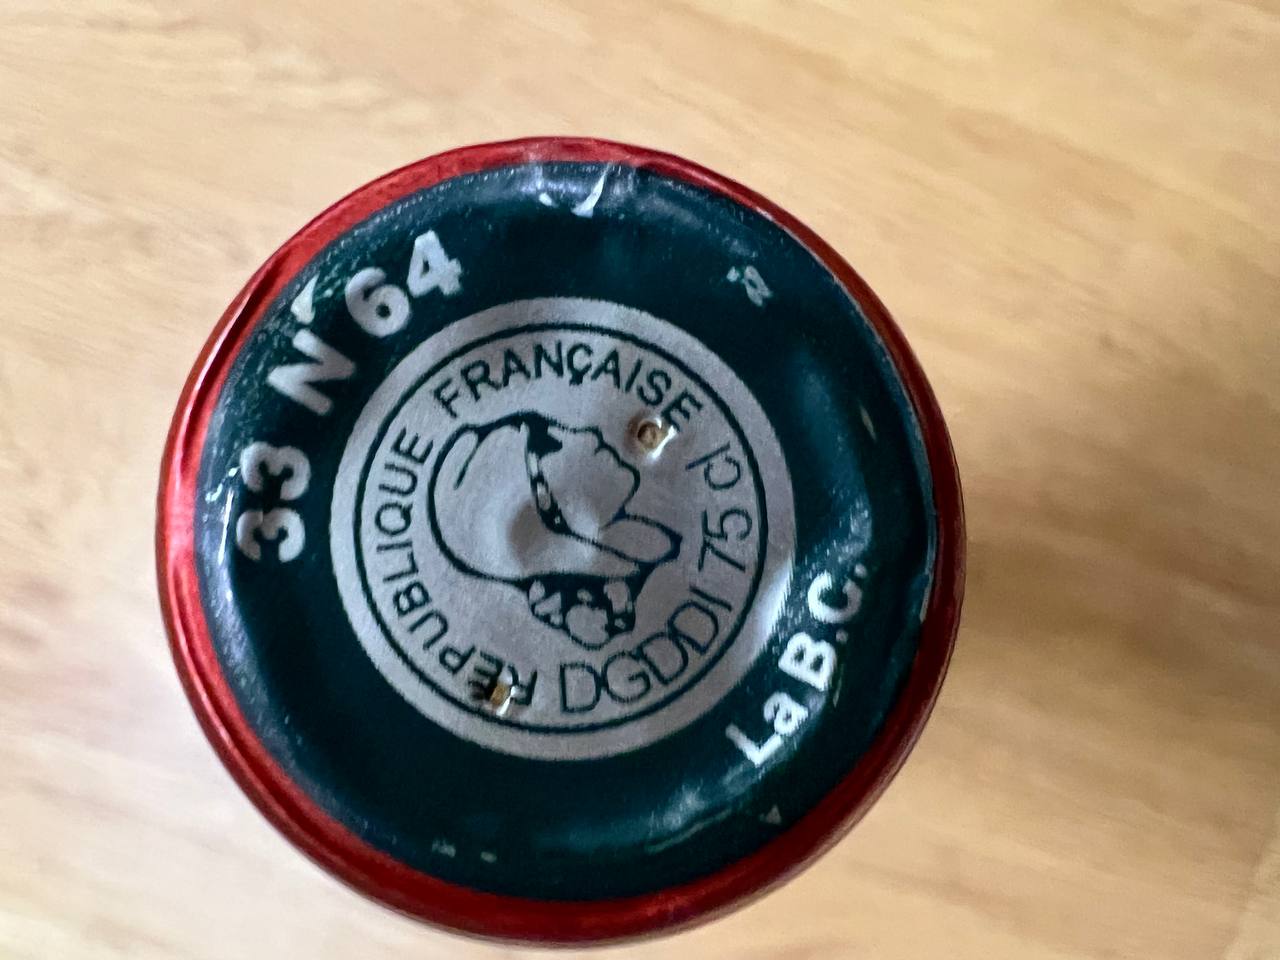 33 N 64
RÉPUBLIQUE FRANÇAISE
DGDDI 75 cl
La B.C.